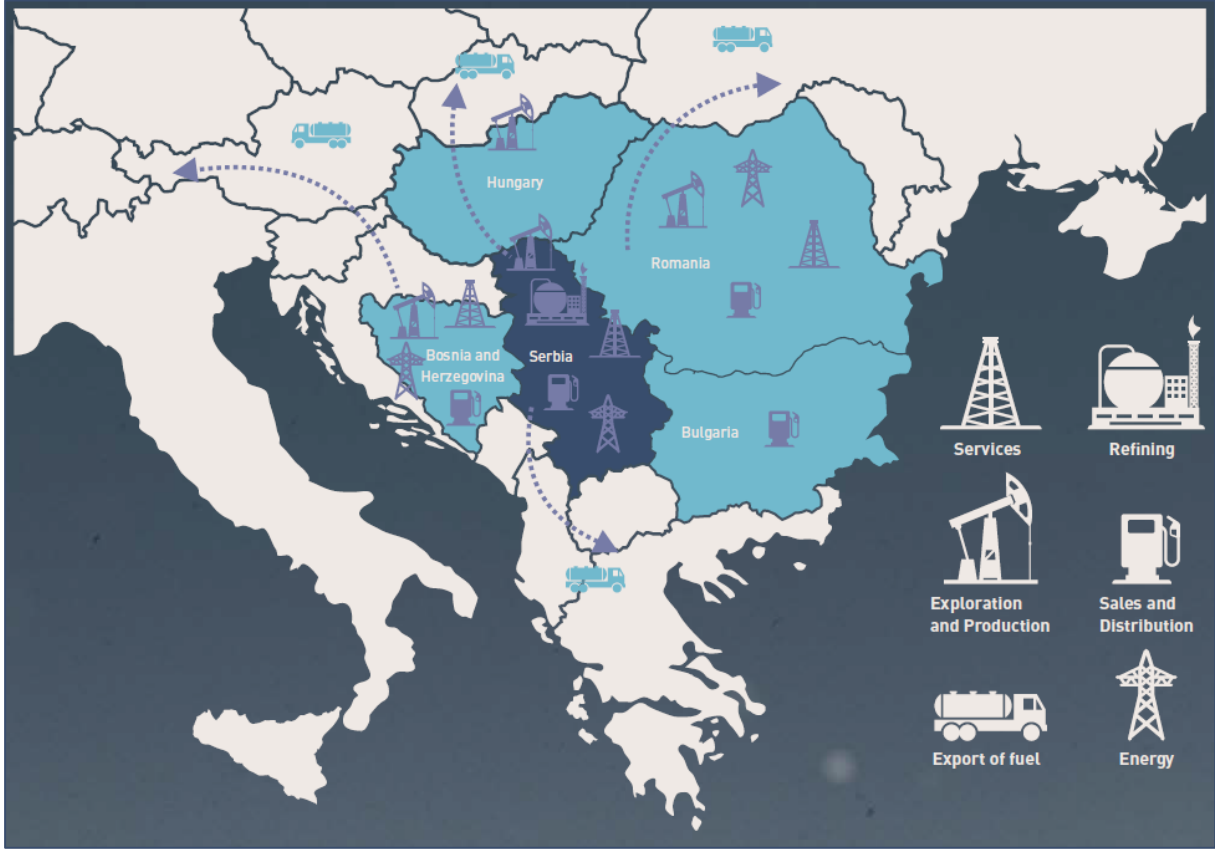 Hungary
Romania
Bosnia and
Herzegovina
Serbia
Bulgaria
Services
Refining
Exploration
and Production
Sales and
Distribution
Export of fuel
Energy